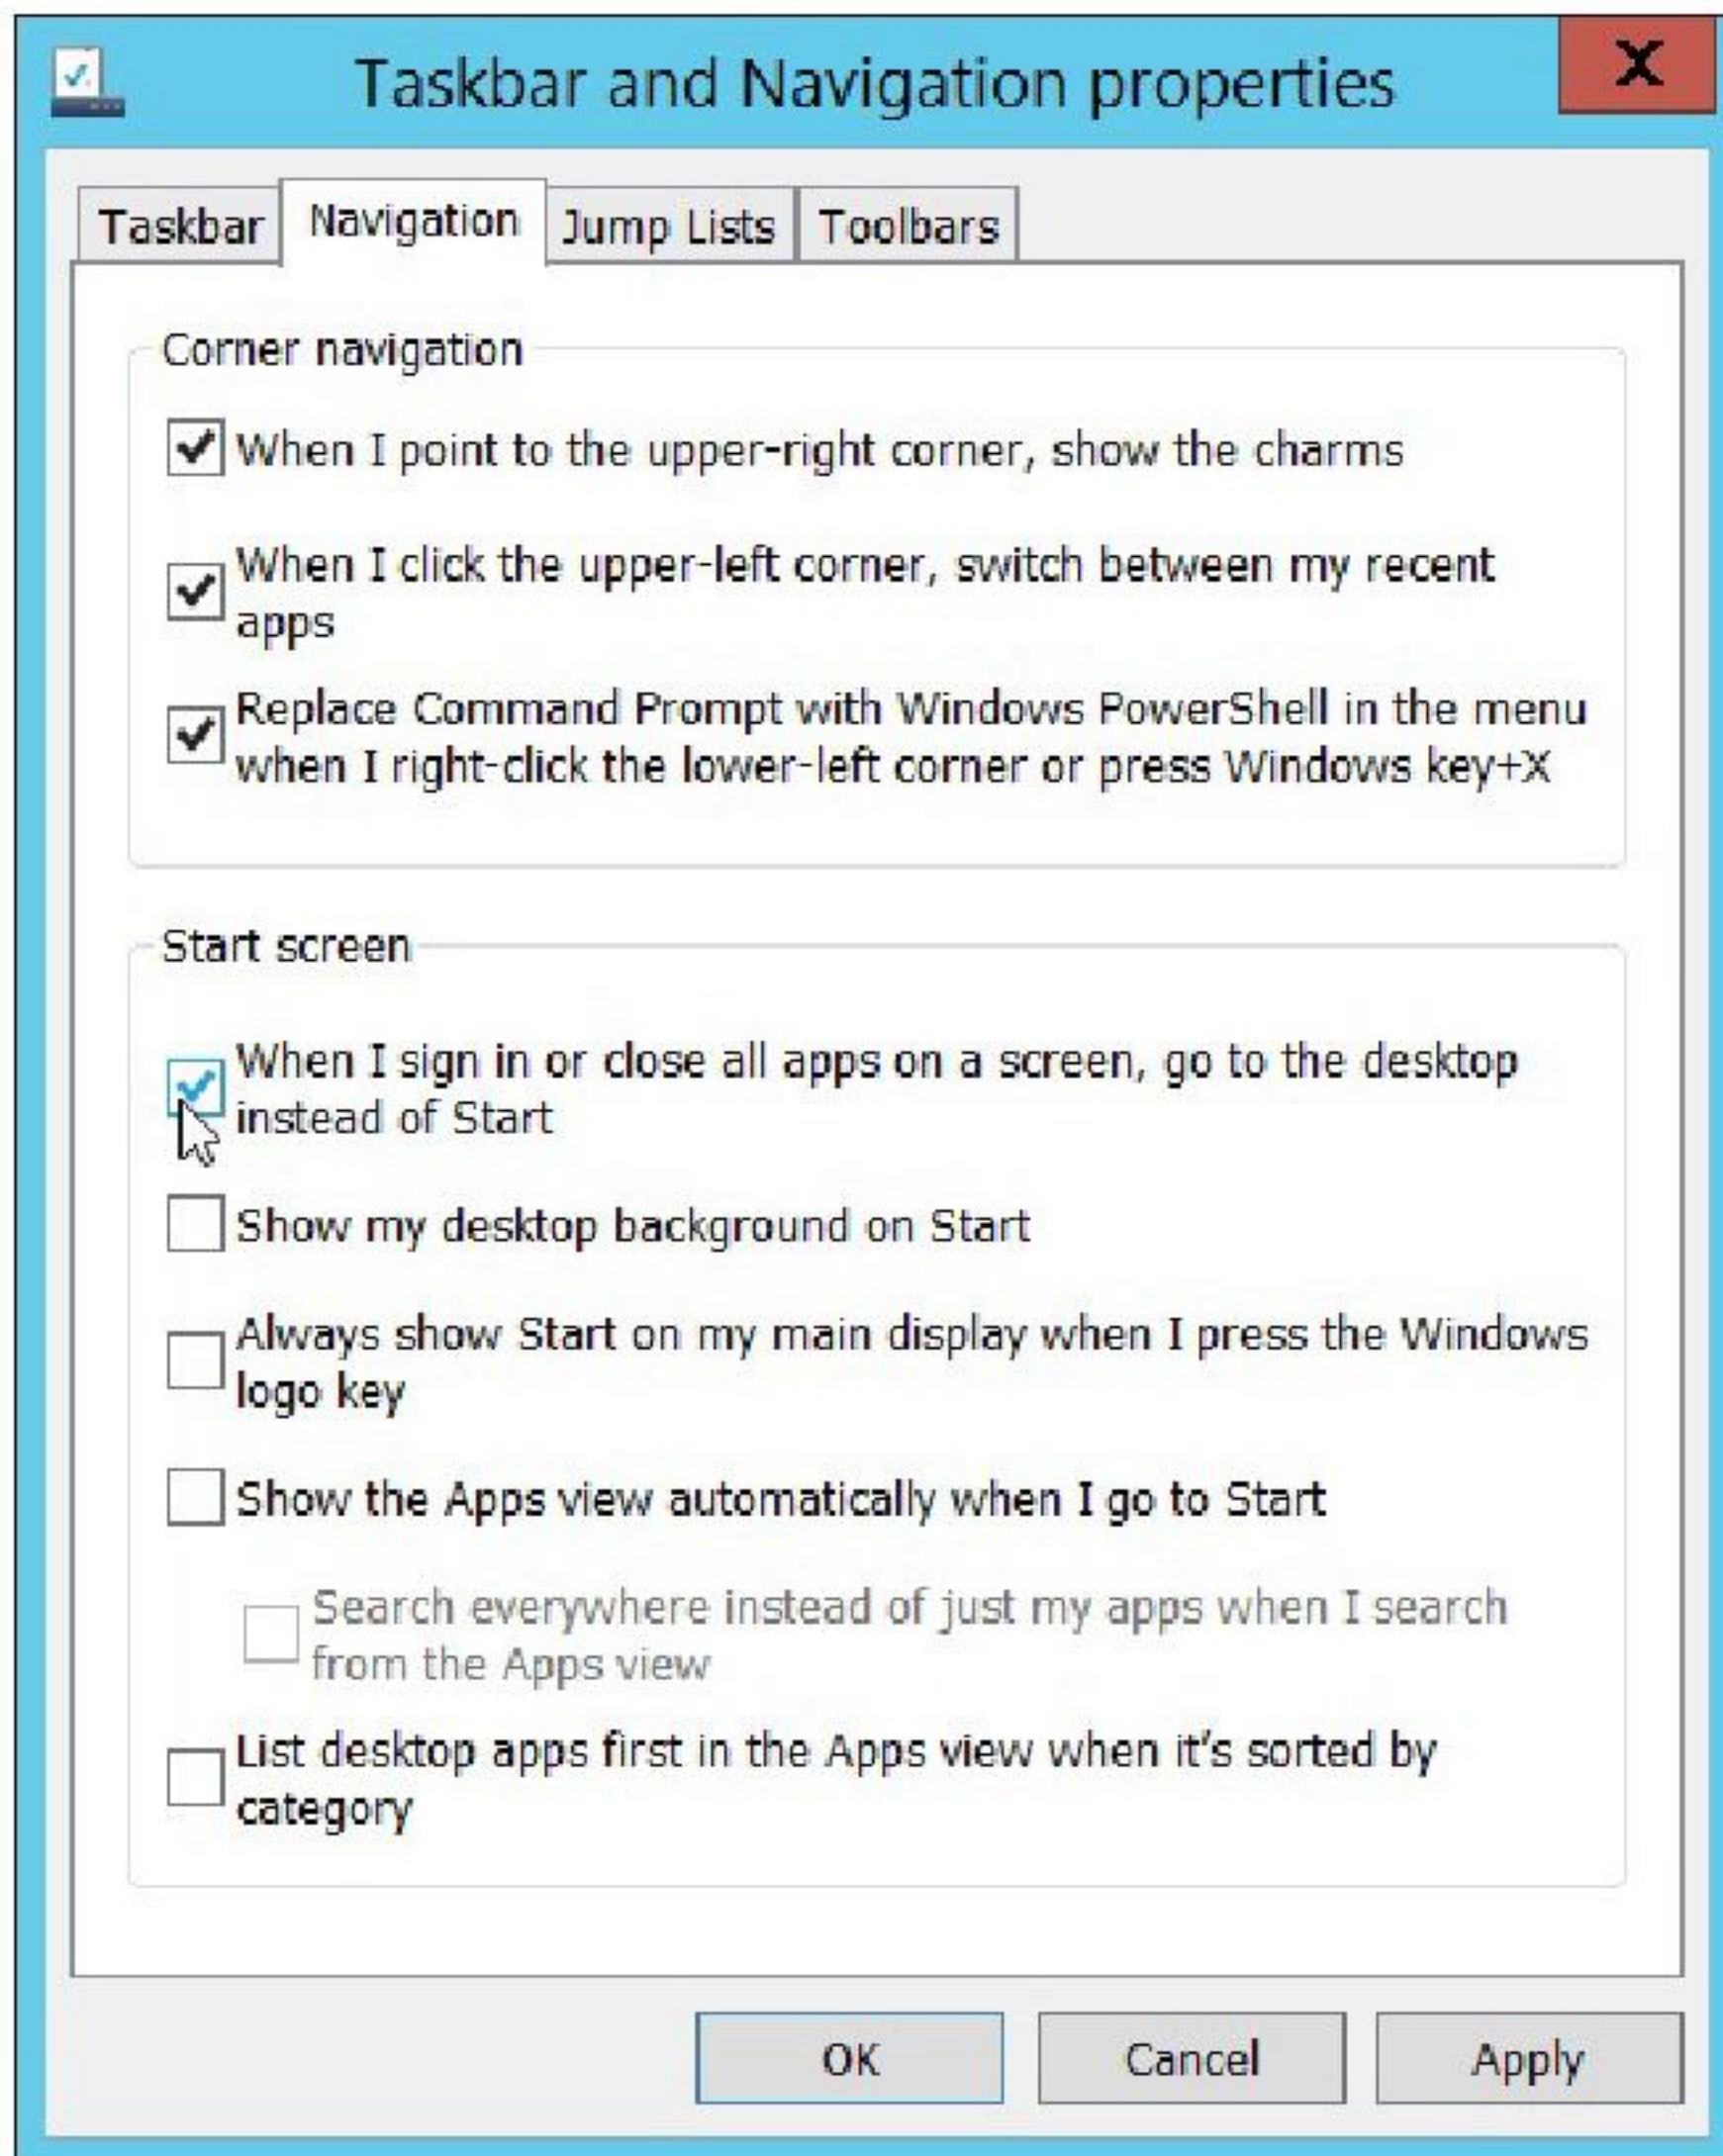 Taskbar and Navigation properties
X
Taskbar
Navigation
Jump Lists
Toolbars
Corner navigation
When I point to the upper-right corner, show the charms
When I click the upper-left corner, switch between my recent
apps
Replace Command Prompt with Windows PowerShell in the menu
when I right-click the lower-left corner or press Windows key+X
Start screen
When I sign in or close all apps on a screen, go to the desktop
instead of Start
Show my desktop background on Start
Always show Start on my main display when I press the Windows
logo key
Show the Apps view automatically when I go to Start
Search everywhere instead of just my apps when I search
from the Apps view
List desktop apps first in the Apps view when it's sorted by
category
OK
Cancel
Apply